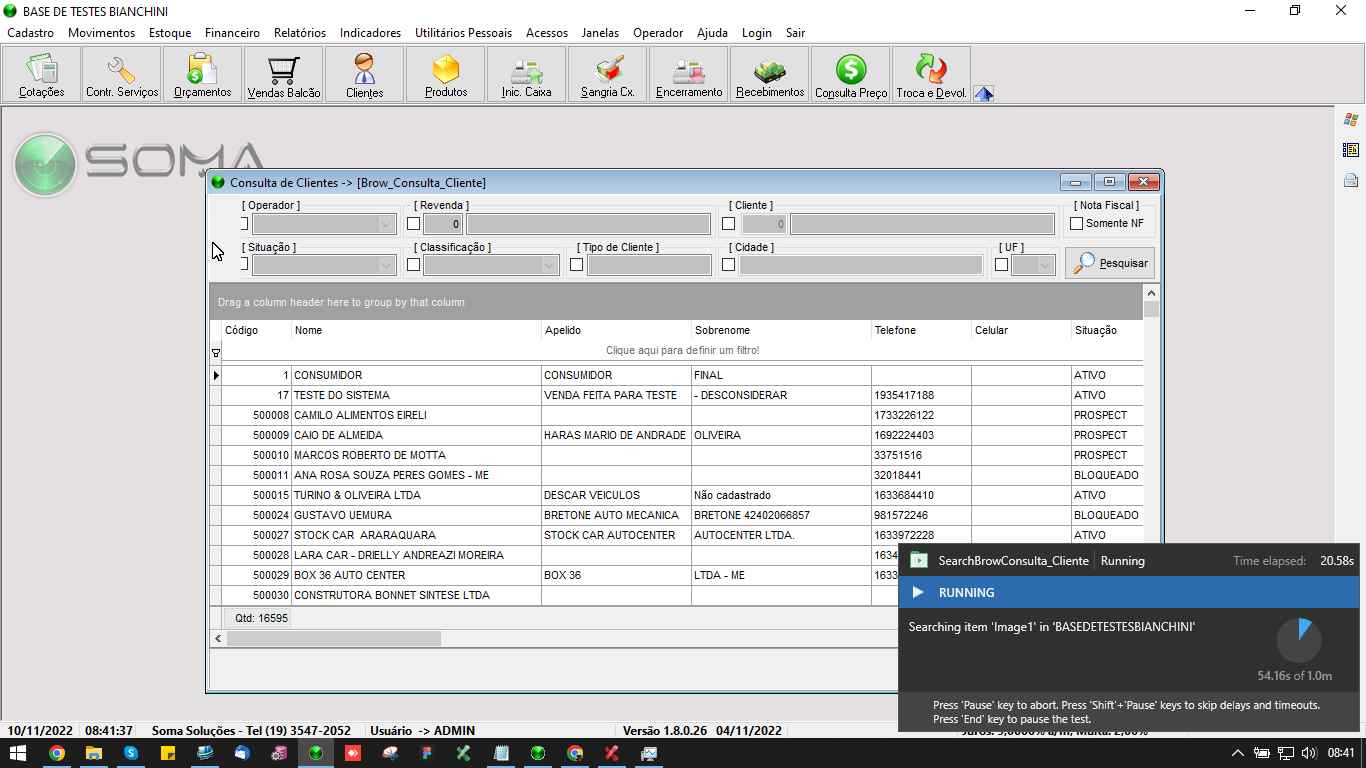 BASE DE TESTES BIANCHINI
Cadastro Movimentos Estoque Financeiro Relatórios Indicadores Utilitários Pessoais Acessos Janelas Operador Ajuda Login Sair
Cotações Contr. Serviços Orçamentos Vendas Balcão Clientes Produtos Inic. Caixa Sangria Cx. Encerramento Recebimentos Consulta Preço Troca e Devol.
SOMA
Consulta de Clientes -> [Brow_Consulta_Cliente]
[ Operador ] [ Revenda ] [ Cliente ] [ Nota Fiscal ]
0 0 Somente NF
[ Situação ] [ Classificação ] [ Tipo de Cliente ] [ Cidade ] [ UF ]
Pesquisar
Drag a column header here to group by that column
Código Nome Apelido Sobrenome Telefone Celular Situação
Clique aqui para definir um filtro!
1 CONSUMIDOR CONSUMIDOR FINAL ATIVO
17 TESTE DO SISTEMA VENDA FEITA PARA TESTE - DESCONSIDERAR 1935417188 ATIVO
500008 CAMILO ALIMENTOS EIRELI 1733226122 PROSPECT
500009 CAIO DE ALMEIDA HARAS MARIO DE ANDRADE OLIVEIRA 1692224403 PROSPECT
500010 MARCOS ROBERTO DE MOTTA 33751516 PROSPECT
500011 ANA ROSA SOUZA PERES GOMES - ME 32018441 BLOQUEADO
500015 TURINO & OLIVEIRA LTDA DESCAR VEICULOS Não cadastrado 1633684410 ATIVO
500024 GUSTAVO UEMURA BRETONE AUTO MECANICA BRETONE 42402066857 981572246 BLOQUEADO
500027 STOCK CAR ARARAQUARA STOCK CAR AUTOCENTER AUTOCENTER LTDA. 1633972228 ATIVO
500028 LARA CAR - DRIELLY ANDREAZI MOREIRA 1634
500029 BOX 36 AUTO CENTER BOX 36 LTDA - ME 1633
500030 CONSTRUTORA BONNET SINTESE LTDA
Qtd: 16595
SearchBrowConsulta_Cliente Running Time elapsed: 20.58s
RUNNING
Searching item 'Image1' in 'BASEDETESTESBIANCHINI'
54.16s of 1.0m
Press 'Pause' key to abort. Press 'Shift'+'Pause' keys to skip delays and timeouts.
Press 'End' key to pause the test.
10/11/2022 08:41:37 Soma Soluções - Tel (19) 3547-2052 Usuário -> ADMIN Versão 1.8.0.26 04/11/2022
08:41